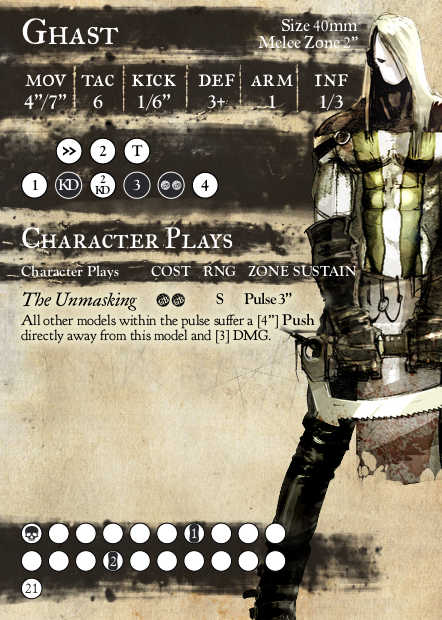 Ghast
Size 40mm
Melee Zone 2”
MOV TAC KICK DEF ARM INF
4”/7” 6 1/6” 3+ 1 1/3
>> 2 T
1 KD 2 KD 3 4
Character Plays
Character Plays COST RNG ZONE SUSTAIN
The Unmasking S Pulse 3”
All other models within the pulse suffer a [4”] Push
directly away from this model and [3] DMG.
1
2
21